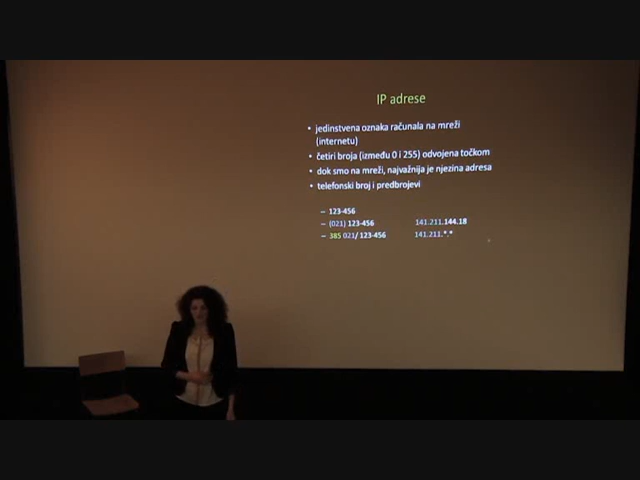 IP adrese
• jedinstvena oznaka računala na mreži
(internetu)
• četiri broja (između 0 i 255) odvojena točkom
• dok smo na mreži, najvažnija je njezina adresa
• telefonski broj i predbrojevi
– 123-456
– (021) 123-456 141.211.144.18
– 385 021/ 123-456 141.211.*.*